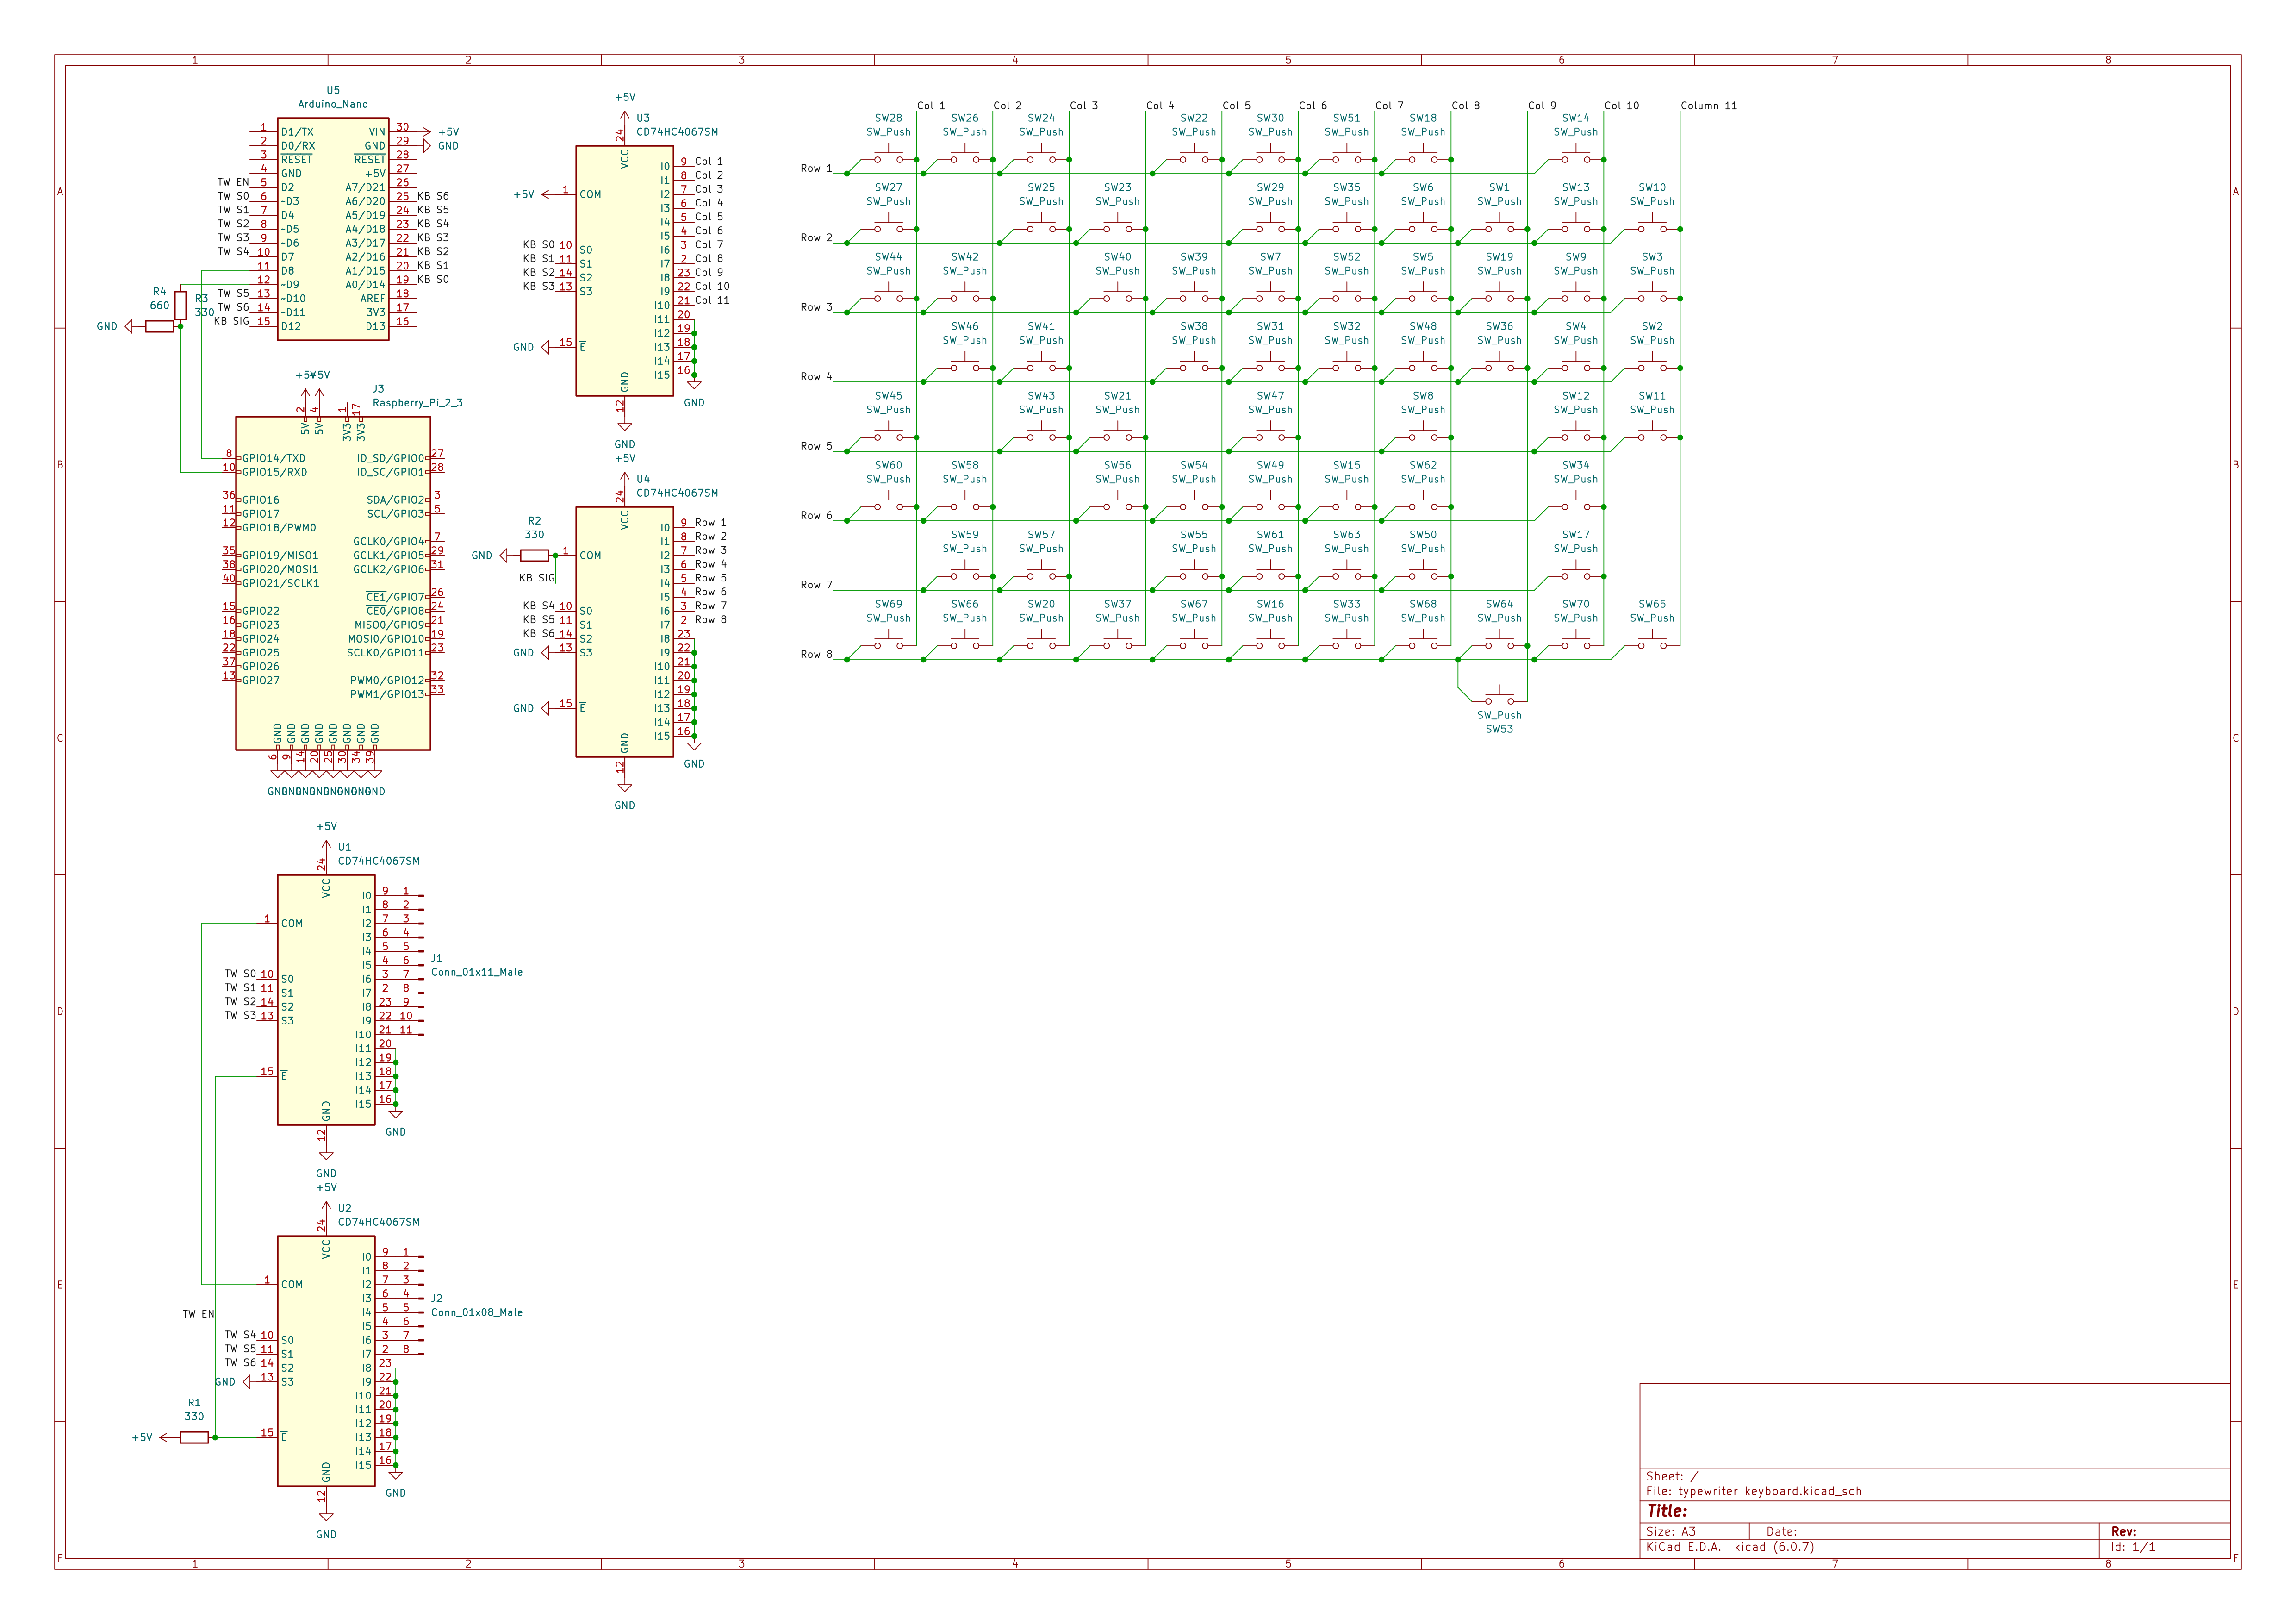 1 2 3 4 5 6 7 8
A
B
C
D
E
F
U5
Arduino_Nano
1 D1/TX VIN 30 +5V
2 D0/RX GND 29 GND
3 RESET RESET 28
4 GND +5V 27
TW EN 5 D2 A7/D21 26
TW S0 6 ~D3 A6/D20 25 KB S6
TW S1 7 D4 A5/D19 24 KB S5
TW S2 8 ~D5 A4/D18 23 KB S4
TW S3 9 ~D6 A3/D17 22 KB S3
TW S4 10 D7 A2/D16 21 KB S2
11 D8 A1/D15 20 KB S1
12 ~D9 A0/D14 19 KB S0
TW S5 13 ~D10 AREF 18
TW S6 14 ~D11 3V3 17
KB SIG 15 D12 D13 16
R4
660
R3
330
GND
+5V +5V
J3
Raspberry_Pi_2_3
2 4 1 17
5V 5V 3V3 3V3
8 GPIO14/TXD ID_SD/GPIO0 27
10 GPIO15/RXD ID_SC/GPIO1 28
36 GPIO16 SDA/GPIO2 3
11 GPIO17 SCL/GPIO3 5
12 GPIO18/PWM0
GCLK0/GPIO4 7
35 GPIO19/MISO1 GCLK1/GPIO5 29
38 GPIO20/MOSI1 GCLK2/GPIO6 31
40 GPIO21/SCLK1
CE1/GPIO7 26
15 GPIO22 CE0/GPIO8 24
16 GPIO23 MISO0/GPIO9 21
18 GPIO24 MOSI0/GPIO10 19
22 GPIO25 SCLK0/GPIO11 23
37 GPIO26
13 GPIO27 PWM0/GPIO12 32
PWM1/GPIO13 33
GND GND GND GND GND GND GND GND
6 9 14 20 25 30 34 39
GND GND GND GND GND GND GND GND
+5V
U3
CD74HC4067SM
24
VCC
I0 9 Col 1
I1 8 Col 2
+5V 1 COM I2 7 Col 3
I3 6 Col 4
I4 5 Col 5
I5 4 Col 6
KB S0 10 S0 I6 3 Col 7
KB S1 11 S1 I7 2 Col 8
KB S2 14 S2 I8 23 Col 9
KB S3 13 S3 I9 22 Col 10
I10 21 Col 11
I11 20
I12 19
GND 15 E I13 18
I14 17
I15 16
GND
12
GND
GND
+5V
U4
CD74HC4067SM
24
VCC
I0 9 Row 1
I1 8 Row 2
R2
330
GND 1 COM I2 7 Row 3
KB SIG I3 6 Row 4
I4 5 Row 5
I5 4 Row 6
KB S4 10 S0 I6 3 Row 7
KB S5 11 S1 I7 2 Row 8
KB S6 14 S2 I8 23
GND 13 S3 I9 22
I10 21
I11 20
I12 19
GND 15 E I13 18
I14 17
I15 16
GND
12
GND
GND
Col 1 Col 2 Col 3 Col 4 Col 5 Col 6 Col 7 Col 8 Col 9 Col 10 Column 11
SW28 SW26 SW24 SW22 SW30 SW51 SW18 SW14
SW_Push SW_Push SW_Push SW_Push SW_Push SW_Push SW_Push SW_Push
Row 1
SW27 SW25 SW23 SW29 SW35 SW6 SW1 SW13 SW10
SW_Push SW_Push SW_Push SW_Push SW_Push SW_Push SW_Push SW_Push SW_Push
Row 2
SW44 SW42 SW40 SW39 SW7 SW52 SW5 SW19 SW9 SW3
SW_Push SW_Push SW_Push SW_Push SW_Push SW_Push SW_Push SW_Push SW_Push SW_Push
Row 3
SW46 SW41 SW38 SW31 SW32 SW48 SW36 SW4 SW2
SW_Push SW_Push SW_Push SW_Push SW_Push SW_Push SW_Push SW_Push SW_Push
Row 4
SW45 SW43 SW21 SW47 SW8 SW12 SW11
SW_Push SW_Push SW_Push SW_Push SW_Push SW_Push SW_Push
Row 5
SW60 SW58 SW56 SW54 SW49 SW15 SW62 SW34
SW_Push SW_Push SW_Push SW_Push SW_Push SW_Push SW_Push SW_Push
Row 6
SW59 SW57 SW55 SW61 SW63 SW50 SW17
SW_Push SW_Push SW_Push SW_Push SW_Push SW_Push SW_Push
Row 7
SW69 SW66 SW20 SW37 SW67 SW16 SW33 SW68 SW64 SW70 SW65
SW_Push SW_Push SW_Push SW_Push SW_Push SW_Push SW_Push SW_Push SW_Push SW_Push SW_Push
Row 8
SW_Push
SW53
+5V
U1
CD74HC4067SM
24
VCC
I0 9 1
I1 8 2
1 COM I2 7 3
I3 6 4
I4 5 5
J1
I5 4 6
Conn_01x11_Male
TW S0 10 S0 I6 3 7
TW S1 11 S1 I7 2 8
TW S2 14 S2 I8 23 9
TW S3 13 S3 I9 22 10
I10 21 11
I11 20
I12 19
15 E I13 18
I14 17
I15 16
GND
12
GND
GND
+5V
U2
CD74HC4067SM
24
VCC
I0 9 1
I1 8 2
1 COM I2 7 3
I3 6 4
J2
TW EN I4 5 5
Conn_01x08_Male
I5 4 6
TW S4 10 S0 I6 3 7
TW S5 11 S1 I7 2 8
TW S6 14 S2 I8 23
GND 13 S3 I9 22
I10 21
I11 20
R1
330
I12 19
+5V 15 E I13 18
I14 17
I15 16
GND
12
GND
GND
Sheet: /
File: typewriter keyboard.kicad_sch
Title:
Size: A3 Date: Rev:
KiCad E.D.A. kicad (6.0.7) Id: 1/1
A
B
C
D
E
F
1 2 3 4 5 6 7 8